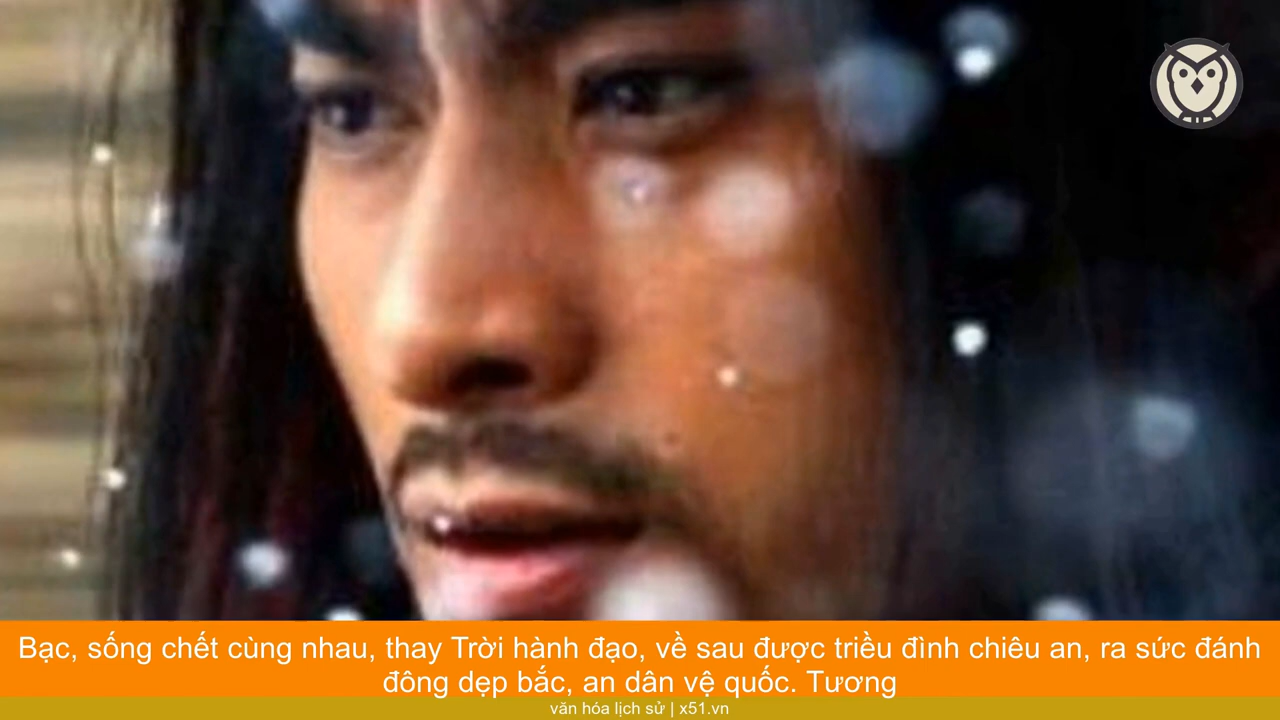 Bạc, sống chết cùng nhau, thay Trời hành đạo, về sau được triều đình chiêu an, ra sức đánh
đông dẹp bắc, an dân vệ quốc. Tương
văn hóa lịch sử | x51.vn